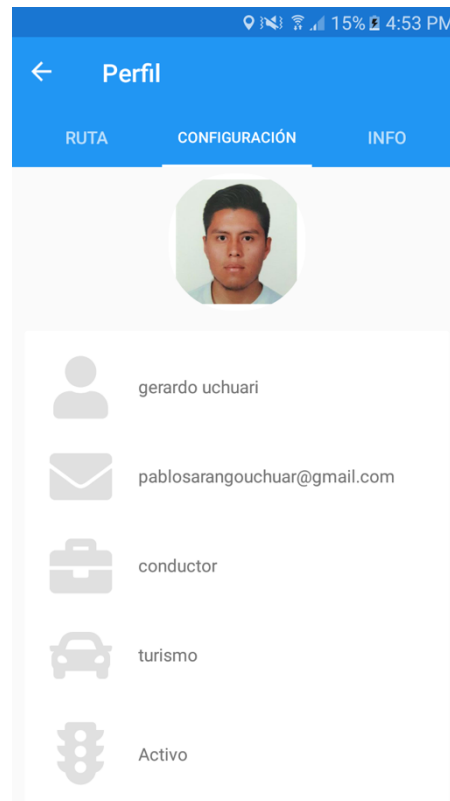 15% 4:53 PM
Perfil
RUTA CONFIGURACIÓN INFO
gerardo uchuari
pablosarangouchuar@gmail.com
conductor
turismo
Activo